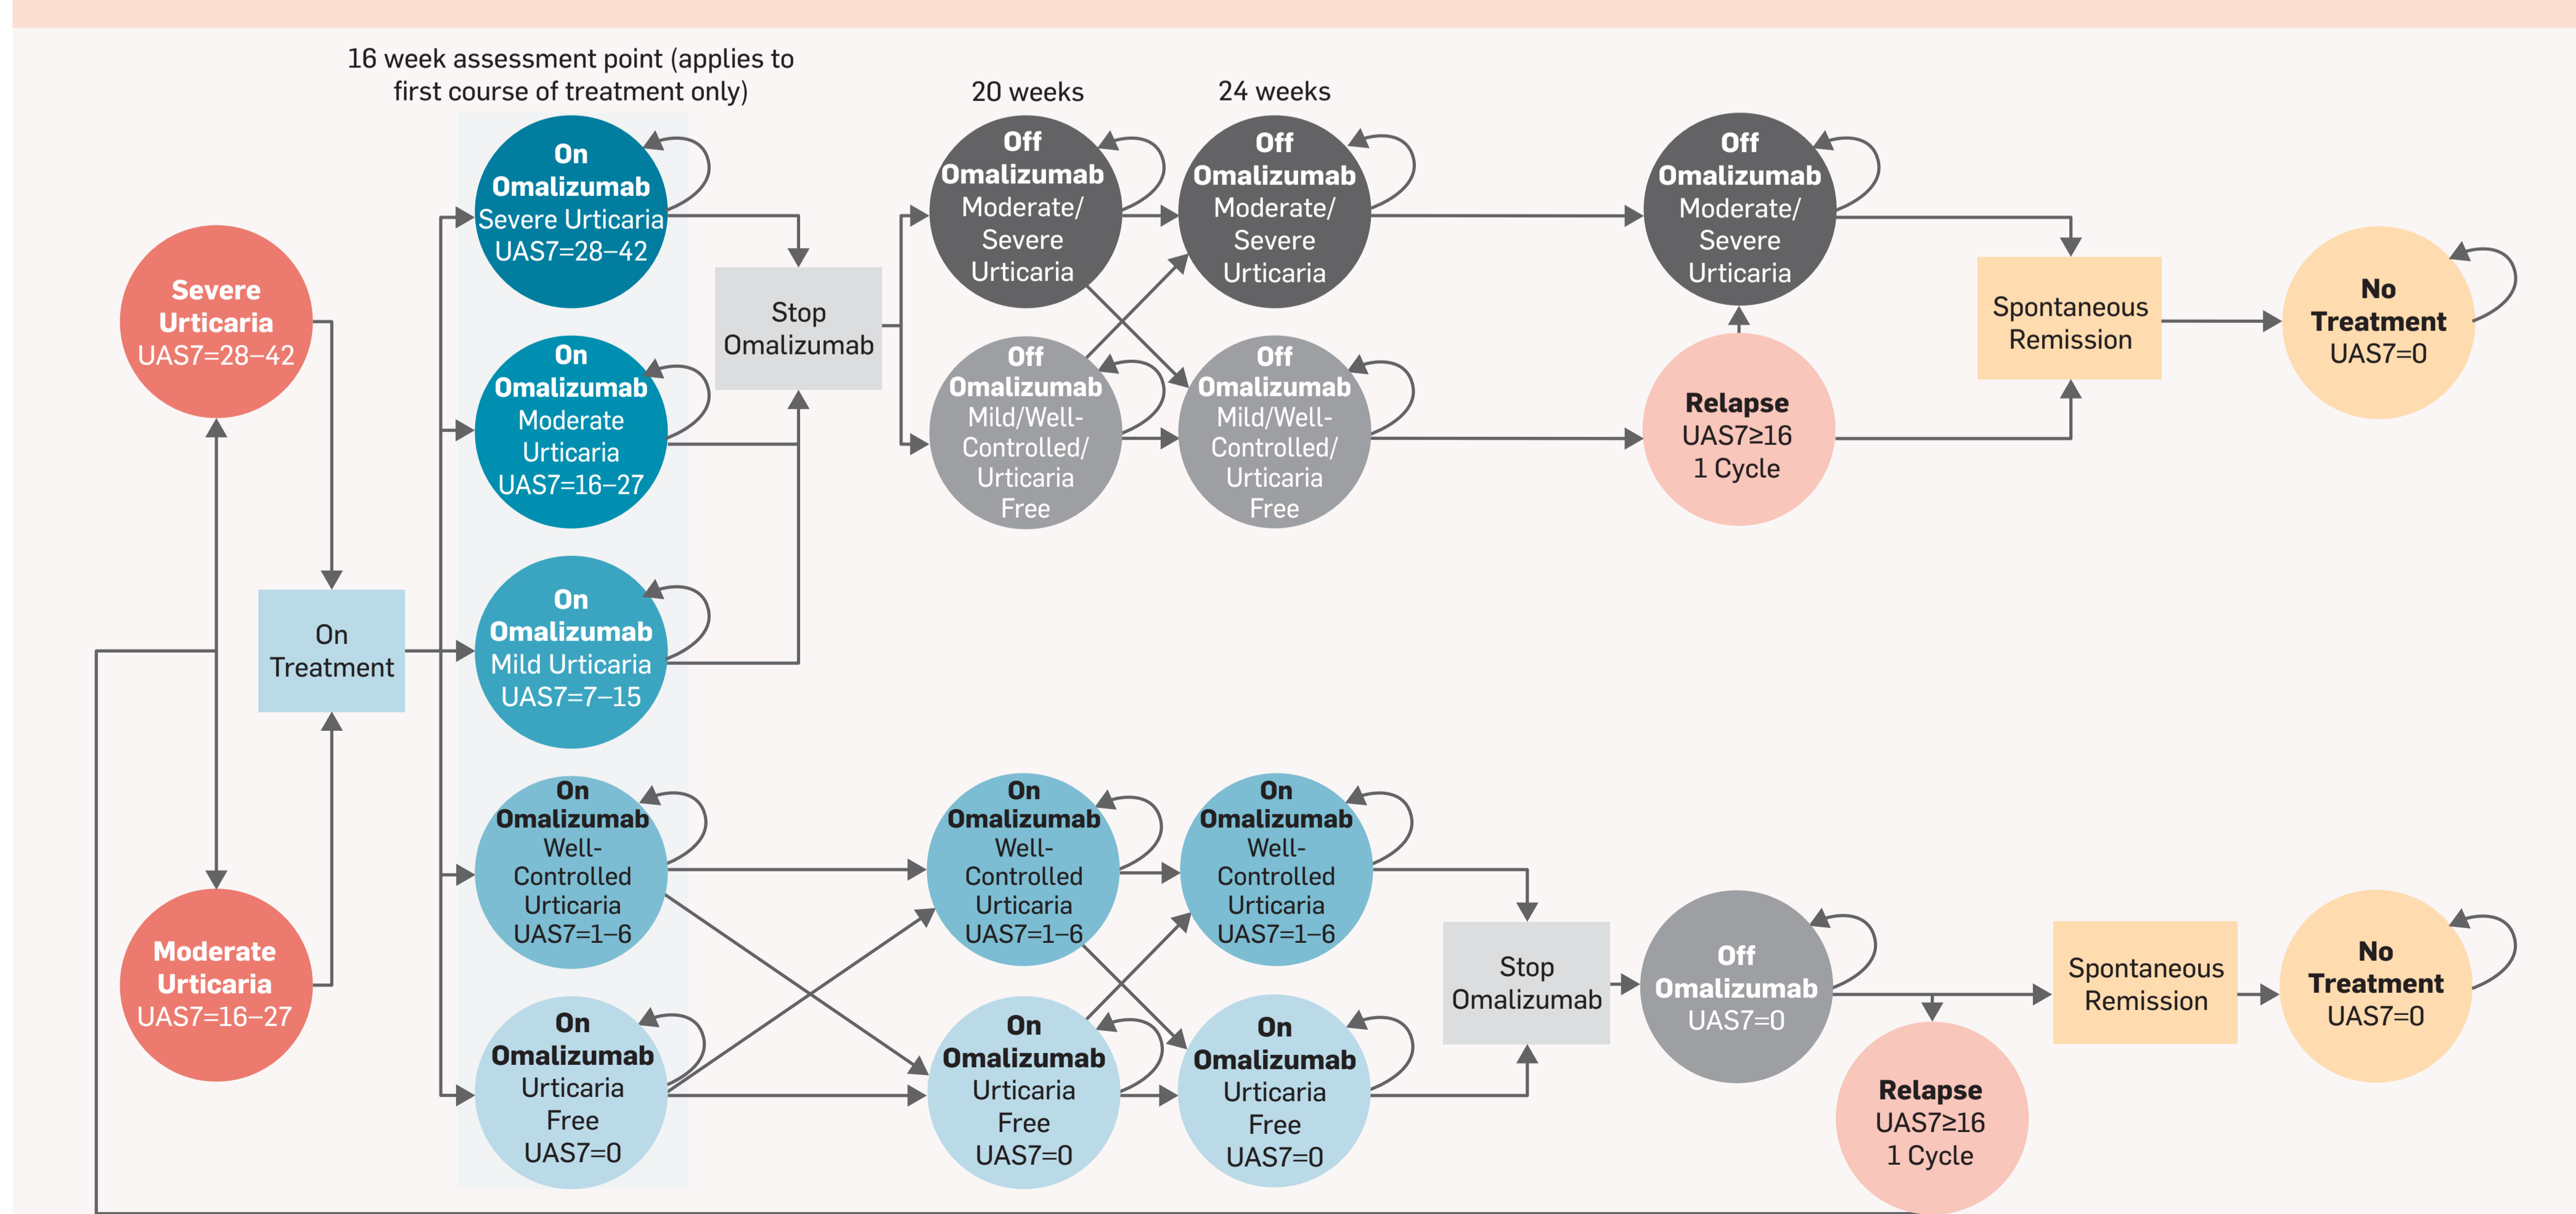 16 week assessment point (applies to
first course of treatment only)
20 weeks
24 weeks
Severe
Urticaria
UAS7=28–42
Moderate
Urticaria
UAS7=16–27
On
Treatment
On
Omalizumab
Severe Urticaria
UAS7=28–42
On
Omalizumab
Moderate
Urticaria
UAS7=16–27
On
Omalizumab
Mild Urticaria
UAS7=7–15
On
Omalizumab
Well-
Controlled
Urticaria
UAS7=1–6
On
Omalizumab
Urticaria
Free
UAS7=0
Stop
Omalizumab
Off
Omalizumab
Moderate/
Severe
Urticaria
Off
Omalizumab
Mild/Well-
Controlled/
Urticaria
Free
Off
Omalizumab
Moderate/
Severe
Urticaria
Off
Omalizumab
Mild/Well-
Controlled/
Urticaria
Free
Off
Omalizumab
Moderate/
Severe
Urticaria
Relapse
UAS7≥16
1 Cycle
Spontaneous
Remission
No
Treatment
UAS7=0
On
Omalizumab
Well-
Controlled
Urticaria
UAS7=1–6
On
Omalizumab
Urticaria
Free
UAS7=0
On
Omalizumab
Well-
Controlled
Urticaria
UAS7=1–6
On
Omalizumab
Urticaria
Free
UAS7=0
Stop
Omalizumab
Off
Omalizumab
UAS7=0
Relapse
UAS7≥16
1 Cycle
Spontaneous
Remission
No
Treatment
UAS7=0